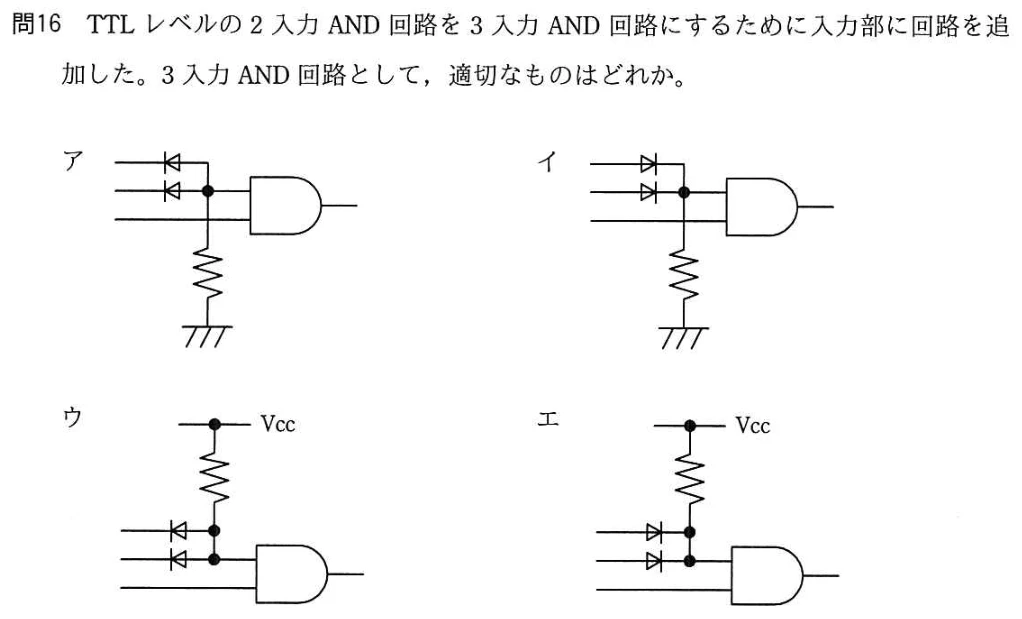 問16 TTL レベルの 2 入力 AND 回路を 3 入力 AND 回路にするために入力部に回路を追
加した。3 入力 AND 回路として，適切なものはどれか。
ア
イ
ウ
Vcc
エ
Vcc